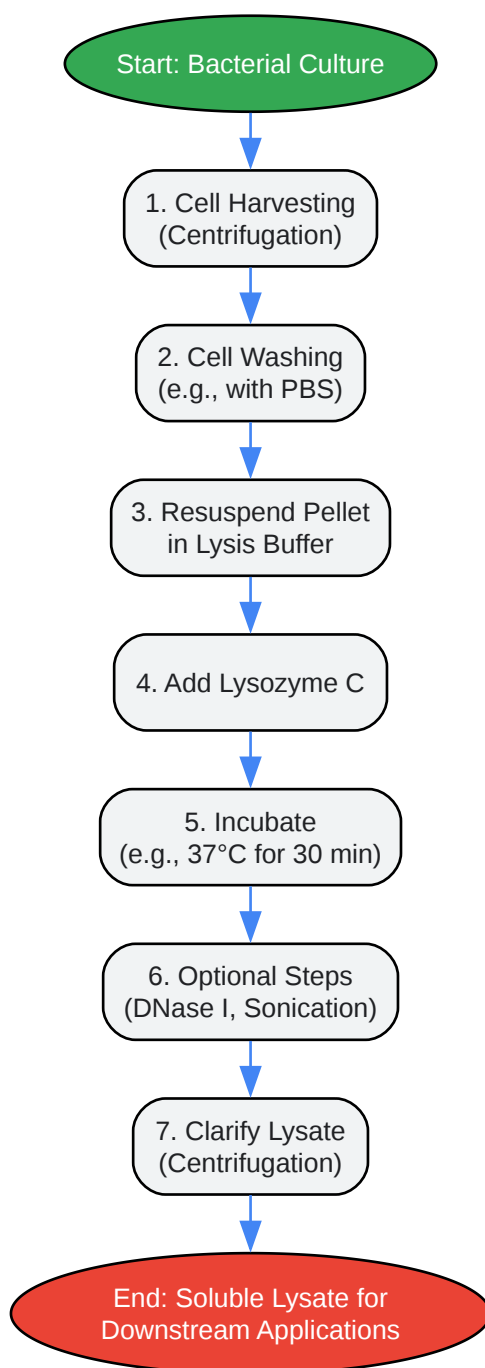 Start: Bacterial Culture
1. Cell Harvesting
(Centrifugation)
2. Cell Washing
(e.g., with PBS)
3. Resuspend Pellet
in Lysis Buffer
4. Add Lysozyme C
5. Incubate
(e.g., 37°C for 30 min)
6. Optional Steps
(DNase I, Sonication)
7. Clarify Lysate
(Centrifugation)
End: Soluble Lysate for
Downstream Applications